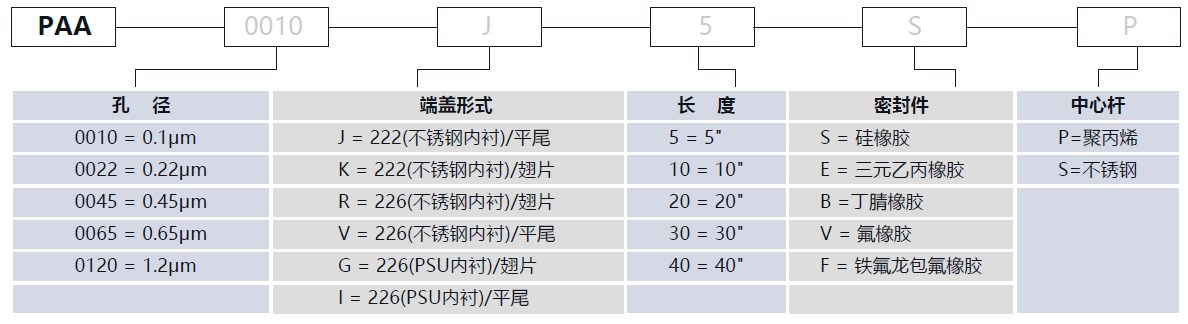 PAA 0010 J 5 S P
孔 径 端盖形式 长 度 密封件 中心杆
0010 = 0.1μm J = 222(不锈钢内衬)/平尾 5 = 5" S = 硅橡胶 P=聚丙烯
0022 = 0.22μm K = 222(不锈钢内衬)/翅片 10 = 10" E = 三元乙丙橡胶 S=不锈钢
0045 = 0.45μm R = 226(不锈钢内衬)/翅片 20 = 20" B =丁腈橡胶
0065 = 0.65μm V = 226(不锈钢内衬)/平尾 30 = 30" V = 氟橡胶
0120 = 1.2μm G = 226(PSU内衬)/翅片 40 = 40" F = 铁氟龙包氟橡胶
I = 226(PSU内衬)/平尾